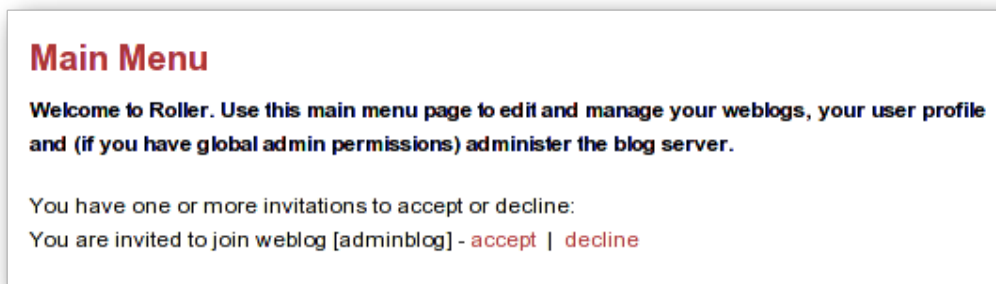 Main Menu
Welcome to Roller. Use this main menu page to edit and manage your weblogs, your user profile
and (if you have global admin permissions) administer the blog server.
You have one or more invitations to accept or decline:
You are invited to join weblog [adminblog] - accept | decline